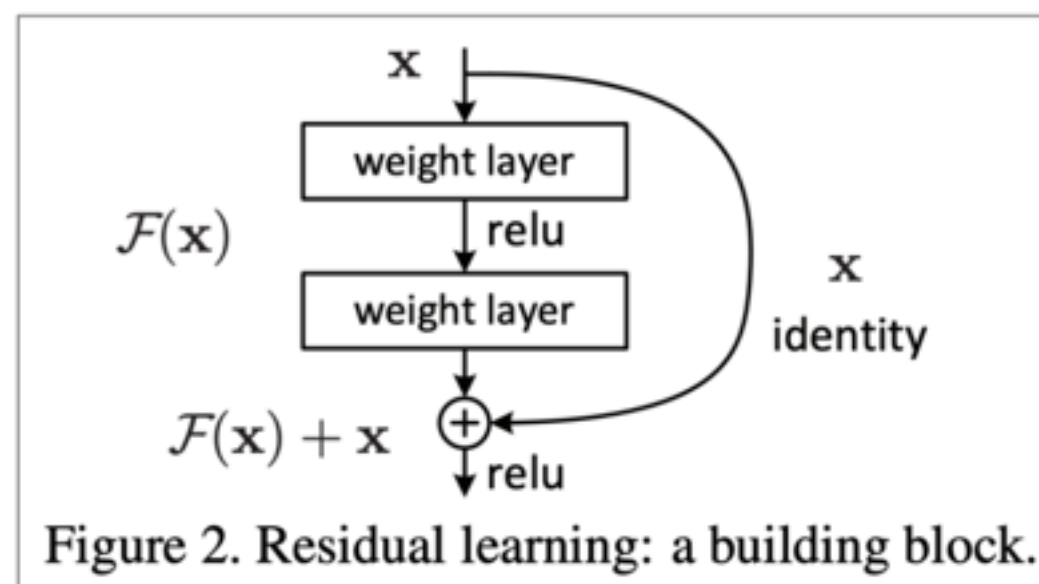 x
weight layer
F(x)
relu
x
weight layer
identity
F(x) + x
+
relu
Figure 2. Residual learning: a building block.